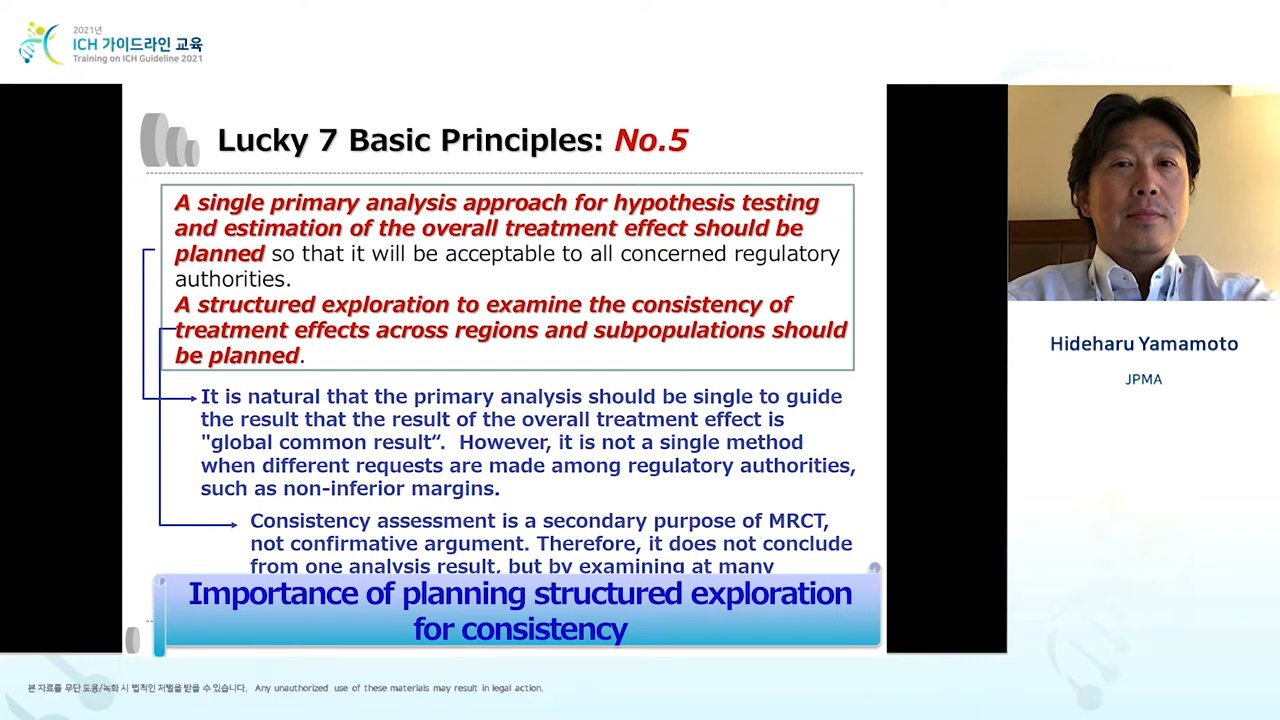 2021년
ICH 가이드라인 교육
Training on ICH Guideline 2021
Lucky 7 Basic Principles: No.5
A single primary analysis approach for hypothesis testing
and estimation of the overall treatment effect should be
planned so that it will be acceptable to all concerned regulatory
authorities.
A structured exploration to examine the consistency of
treatment effects across regions and subpopulations should
be planned.
It is natural that the primary analysis should be single to guide
the result that the result of the overall treatment effect is
"global common result“. However, it is not a single method
when different requests are made among regulatory authorities,
such as non-inferior margins.
Consistency assessment is a secondary purpose of MRCT,
not confirmative argument. Therefore, it does not conclude
from one analysis result, but by examining at many
Importance of planning structured exploration
for consistency
Hideharu Yamamoto
JPMA
본 자료를 무단 도용/녹화 시 법적인 처벌을 받을 수 있습니다. Any unauthorized use of these materials may result in legal action.